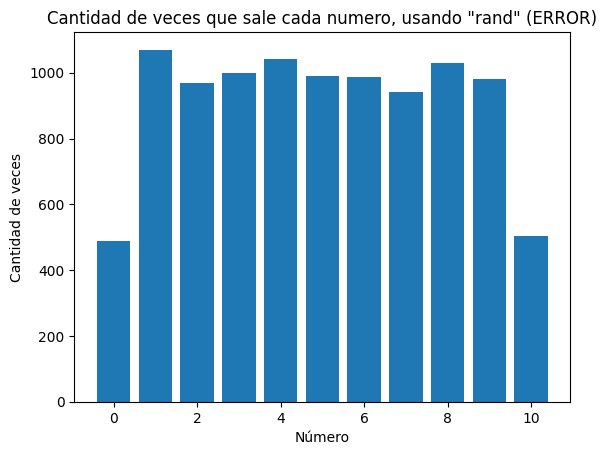 Cantidad de veces que sale cada numero, usando "rand" (ERROR)
Cantidad de veces
1000
800
600
400
200
0
0 2 4 6 8 10
Número